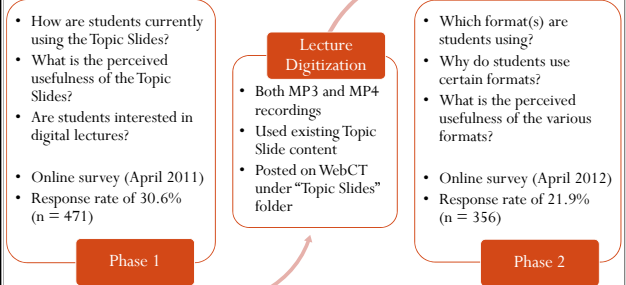 • How are students currently
using the Topic Slides?
• What is the perceived
usefulness of the Topic
Slides?
• Are students interested in
digital lectures?
• Online survey (April 2011)
• Response rate of 30.6%
(n = 471)
Phase 1
Lecture
Digitization
• Both MP3 and MP4
recordings
• Used existing Topic
Slide content
• Posted on WebCT
under “Topic Slides”
folder
• Which format(s) are
students using?
• Why do students use
certain formats?
• What is the perceived
usefulness of the various
formats?
• Online survey (April 2012)
• Response rate of 21.9%
(n = 356)
Phase 2